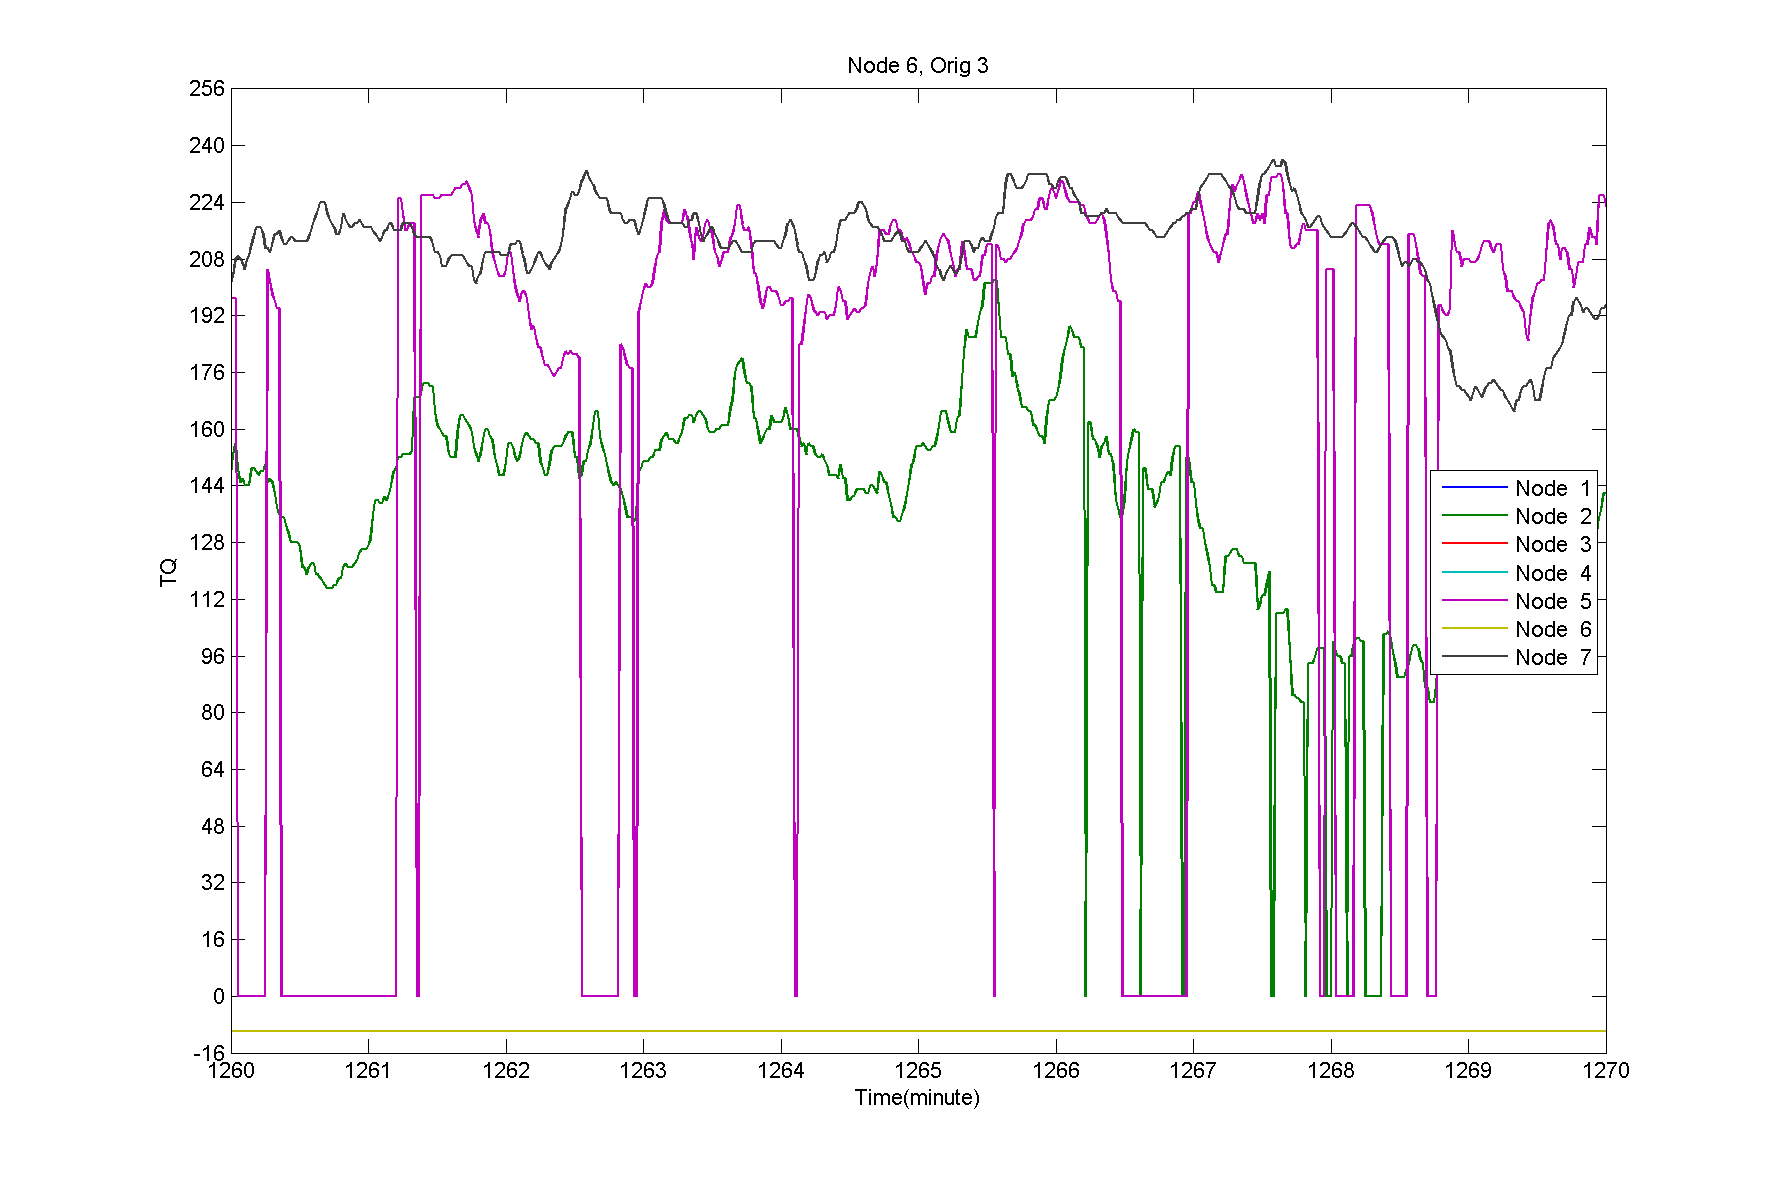 Node 6, Orig 3
256
240
224
208
192
176
160
144
128
112
96
80
64
48
32
16
0
-16
TQ
Node 1
Node 2
Node 3
Node 4
Node 5
Node 6
Node 7
1260 1261 1262 1263 1264 1265 1266 1267 1268 1269 1270
Time(minute)